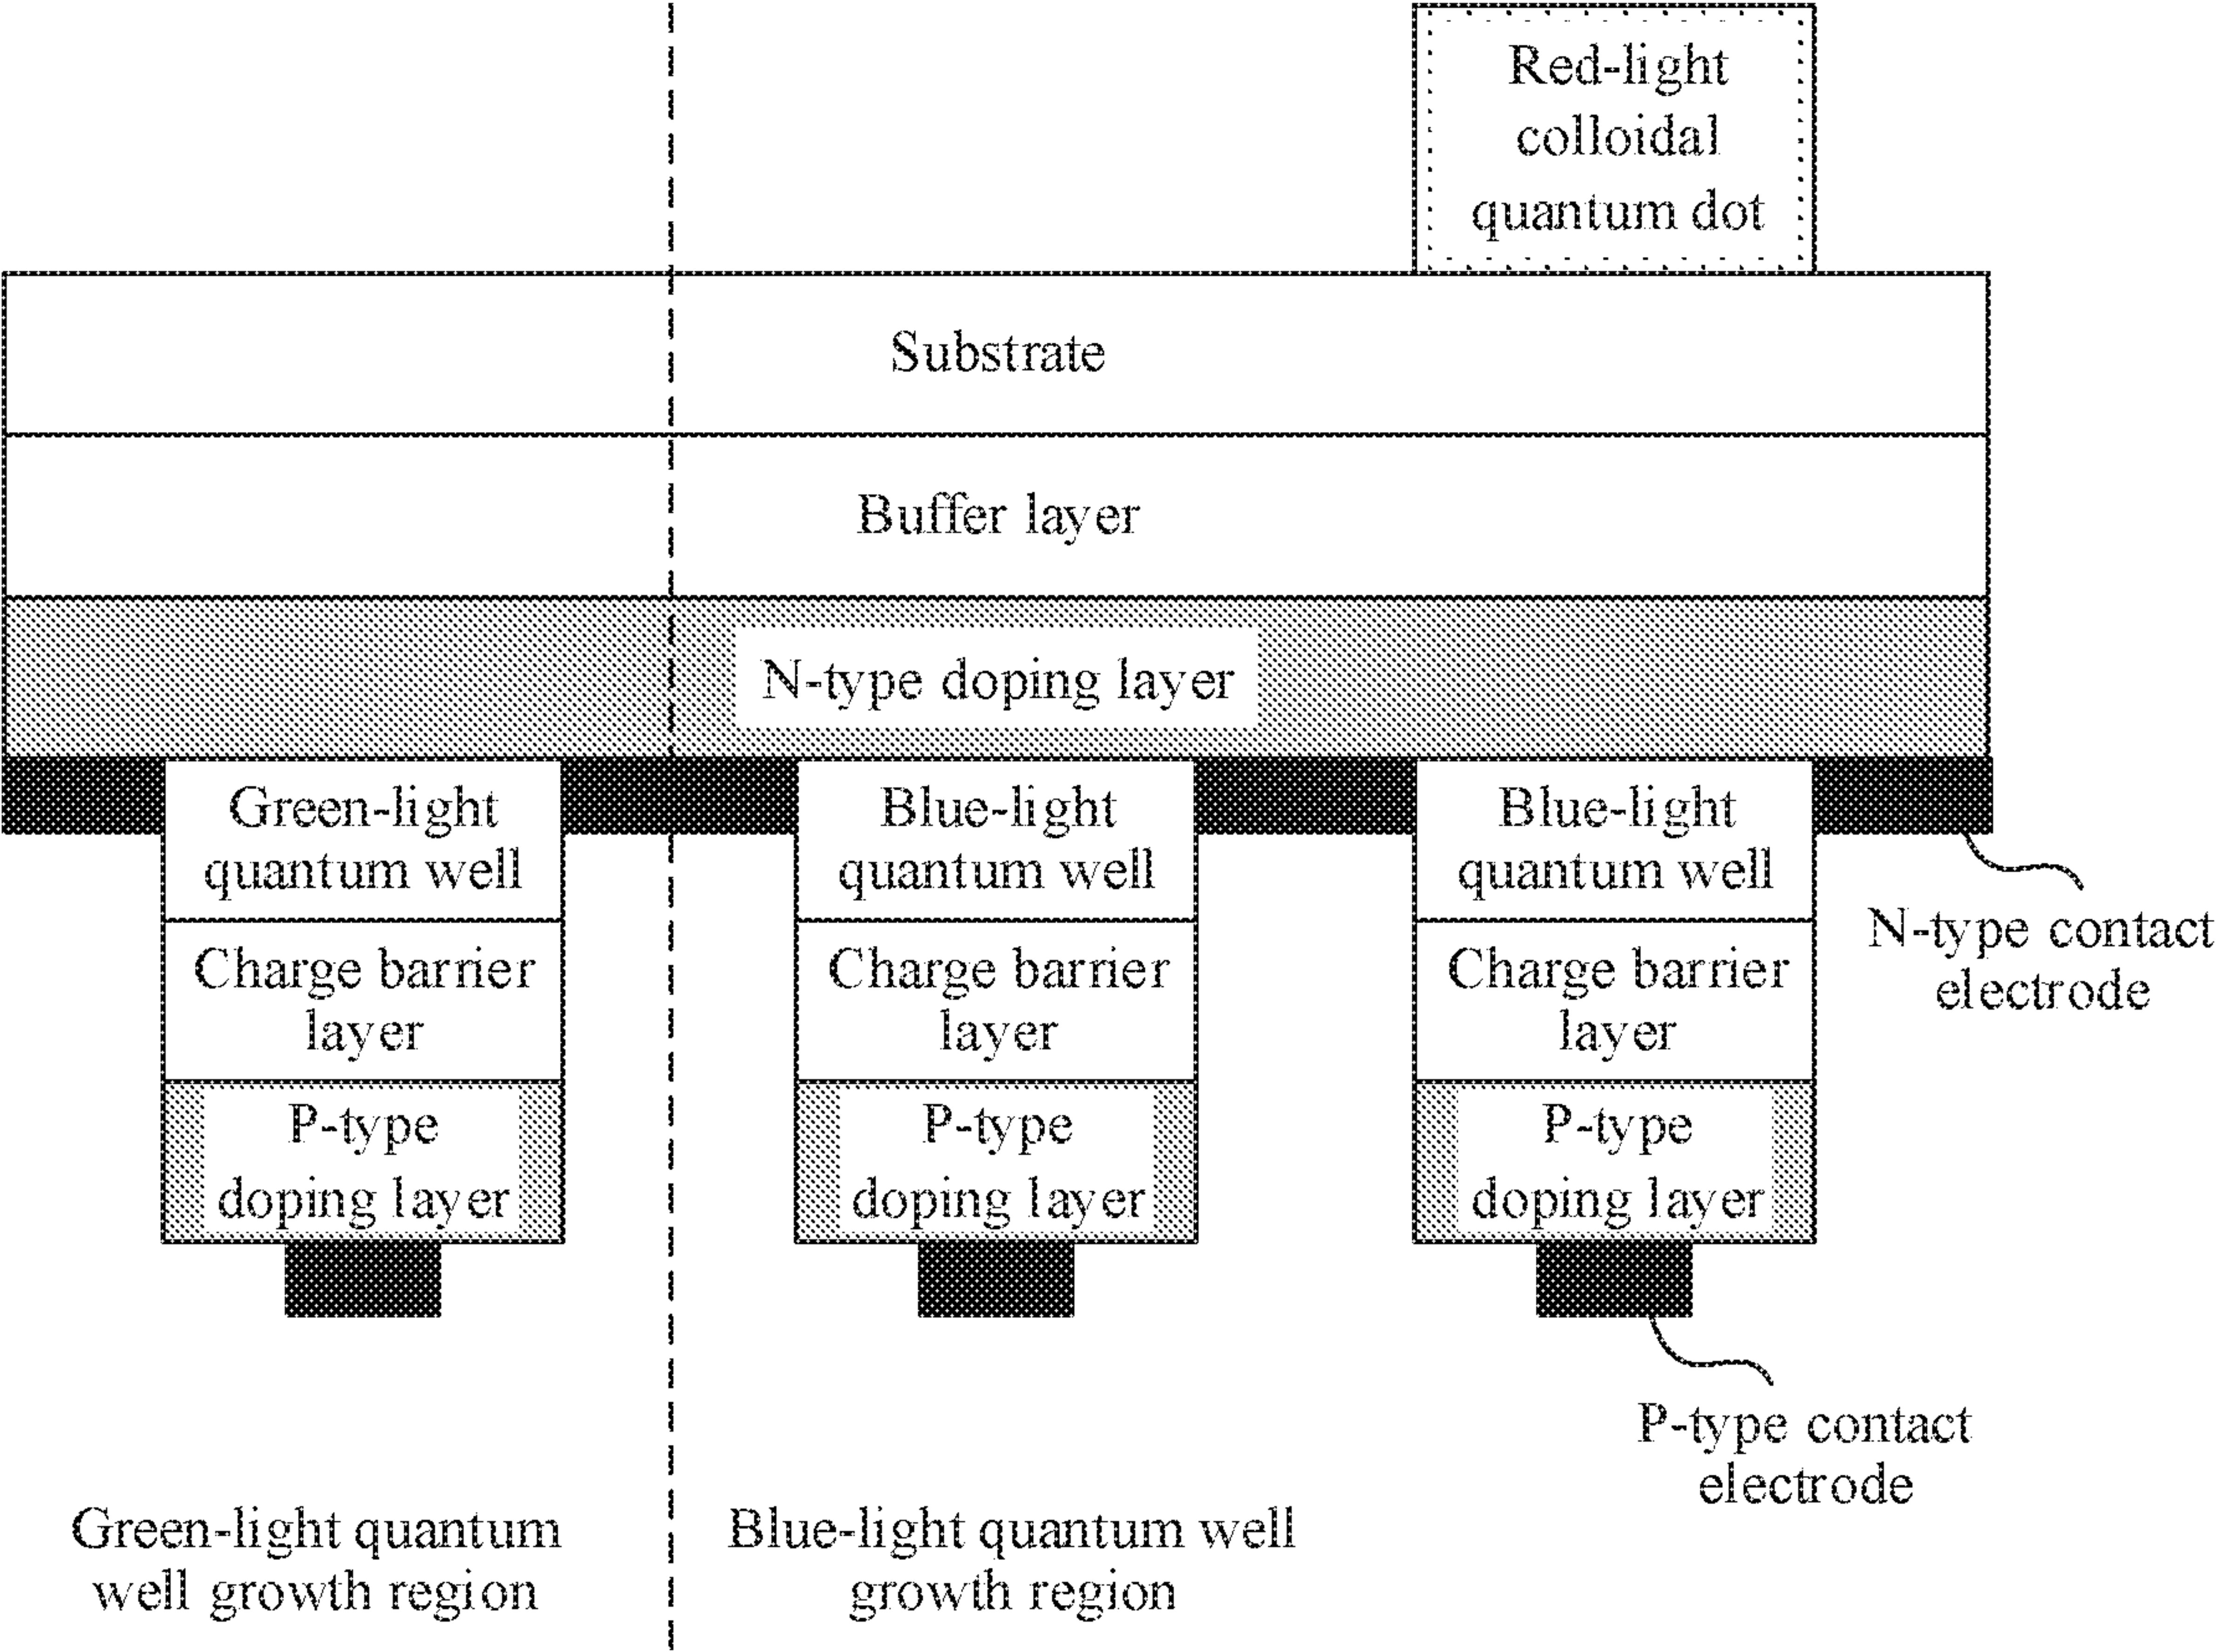 Red-light
colloidal
quantum dot
Substrate
Buffer layer
N-type doping layer
Green-light
quantum well
Blue-light
quantum well
Blue-light
quantum well
N-type contact
electrode
Charge barrier
layer
Charge barrier
layer
Charge barrier
layer
P-type
doping layer
P-type
doping layer
P-type
doping layer
P-type contact
electrode
Green-light quantum
well growth region
Blue-light quantum well
growth region